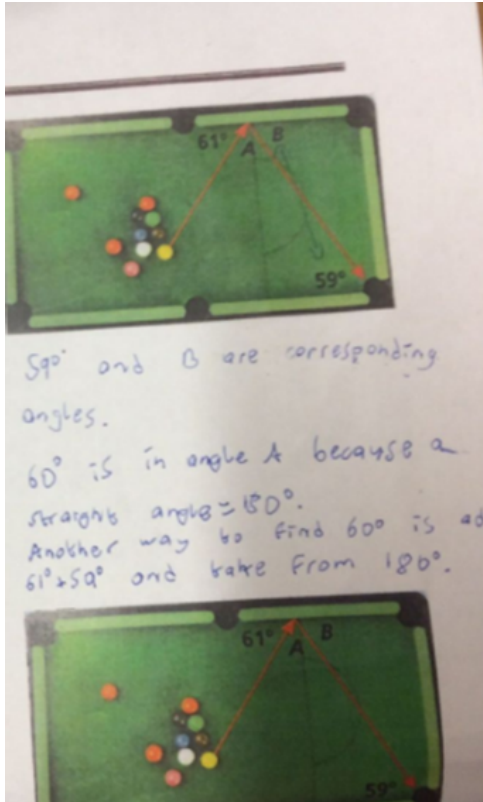 61°
B
A
59°
59° and B are corresponding
angles.
60° is in angle A because a
straight angle = 180°.
Another way to find 60° is ad
61° + 59° and take from 180°.
61°
B
A
59°